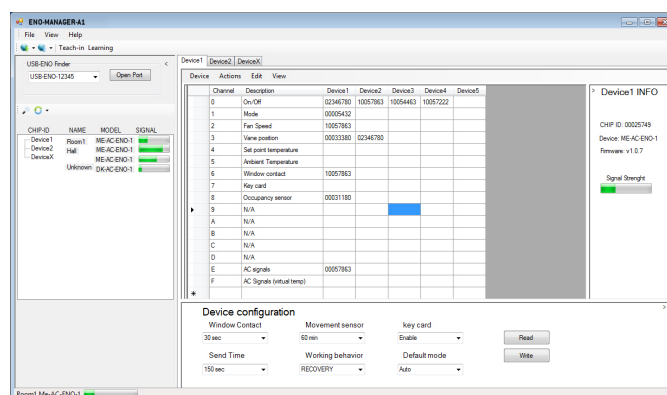 ENO-MANAGER-A1
File View Help
Teach-in Learning
USB-ENO Finder <
USB-ENO-12345 Open Port
CHIP-ID NAME MODEL SIGNAL
Device1 Room1 ME-AC-ENO-1
Device2 Hall ME-AC-ENO-1
DeviceX ME-AC-ENO-1
Unknown DK-AC-ENO-1
Device1 Device2 DeviceX
Device Actions Edit View
Channel Description Device1 Device2 Device3 Device4 Device5
0 On/Off 02346780 10057863 10054463 10057222
1 Mode 00005432
2 Fan Speed 10057863
3 Vane position 00033380 02346780
4 Set point temperature
5 Ambient Temperature
6 Window contact 10057863
7 Key card
8 Occupancy sensor 00031180
9 N/A
A N/A
B N/A
C N/A
D N/A
E AC signals 00057863
F AC Signals (virtual temp)
> Device1 INFO
CHIP ID: 00025749
Device: ME-AC-ENO-1
Firmware: v1.0.7
Signal Strenght
Device configuration >
Window Contact Movement sensor key card
30 sec 60 min Enable Read
Send Time Working behavior Default mode Write
150 sec RECOVERY Auto
Room1 Me-AC-ENO-1